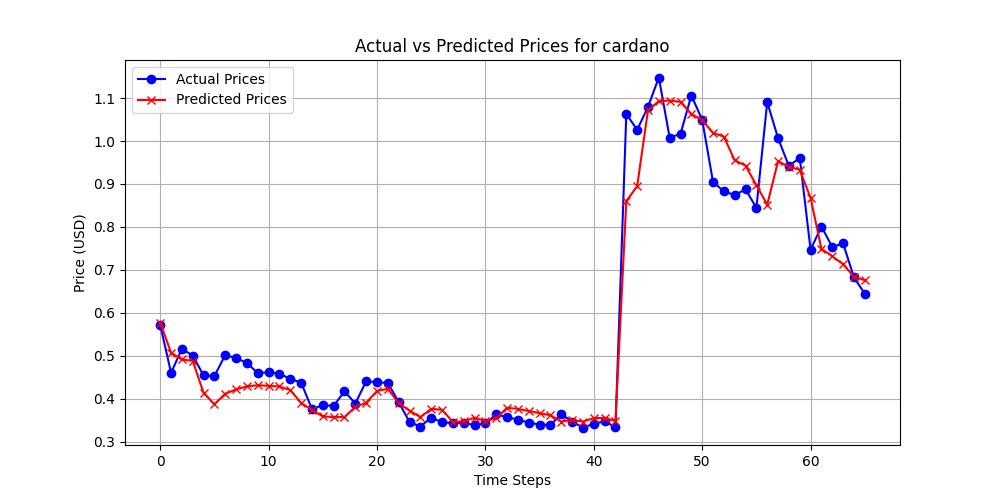 Actual vs Predicted Prices for cardano
Actual Prices
Predicted Prices
Price (USD)
1.1
1.0
0.9
0.8
0.7
0.6
0.5
0.4
0.3
0 10 20 30 40 50 60
Time Steps